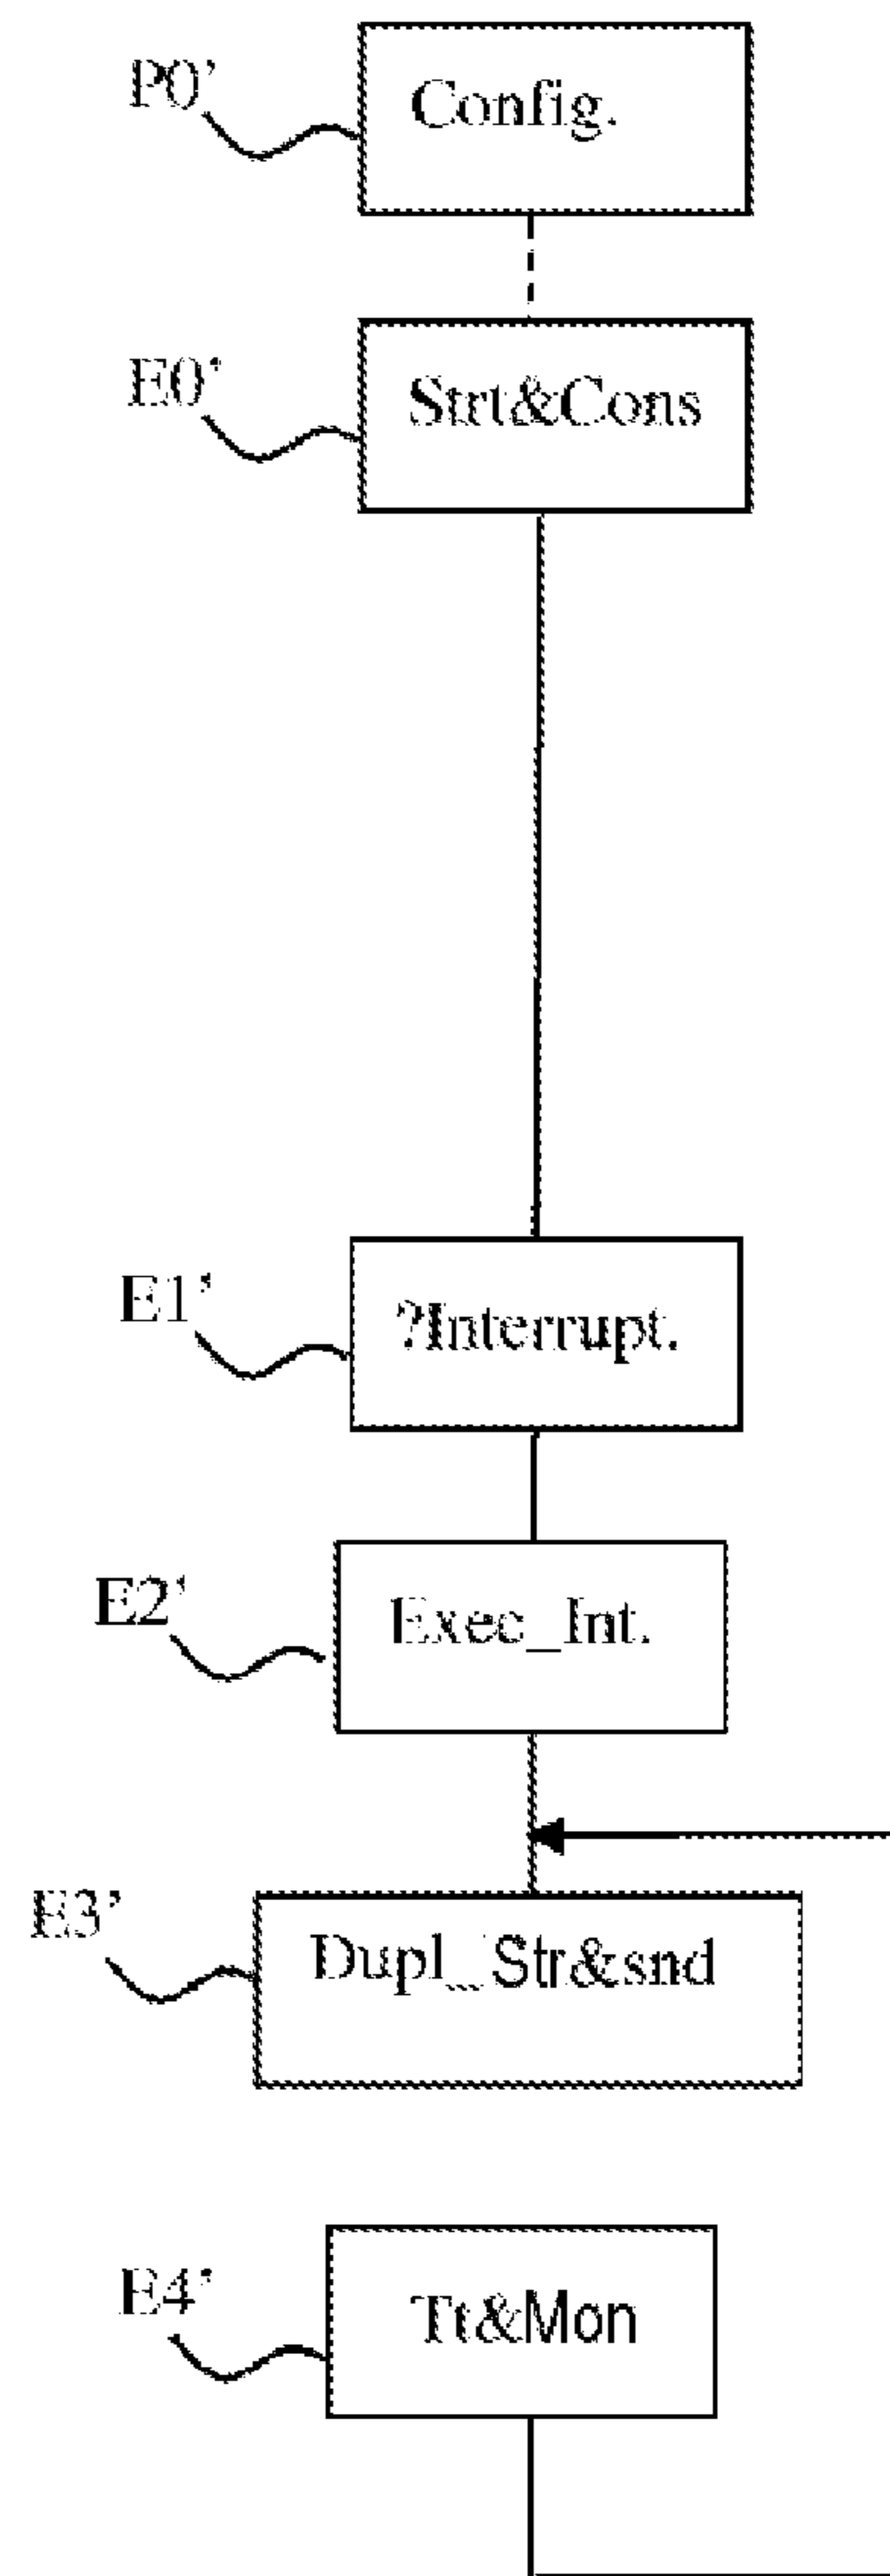 P0’
Config.
E0’
Strt&Cons
E1’
?Interrupt.
E2’
Exec_Int.
E3’
Dupl_Str&snd
E4’
Tt&Mon